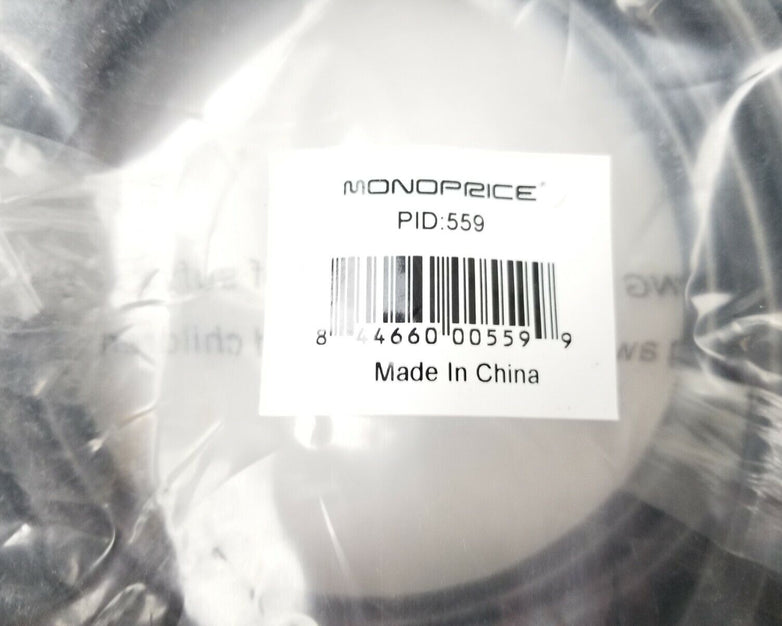 MONOPRICE
PID:559
8 44660 00559 9
Made In China